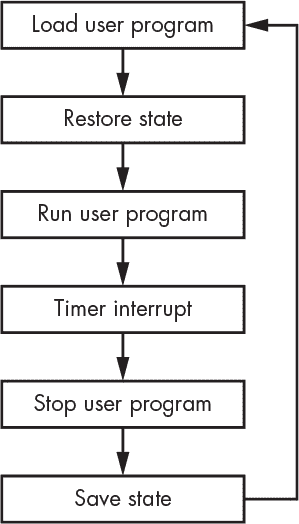 Load user program
Restore state
Run user program
Timer interrupt
Stop user program
Save state